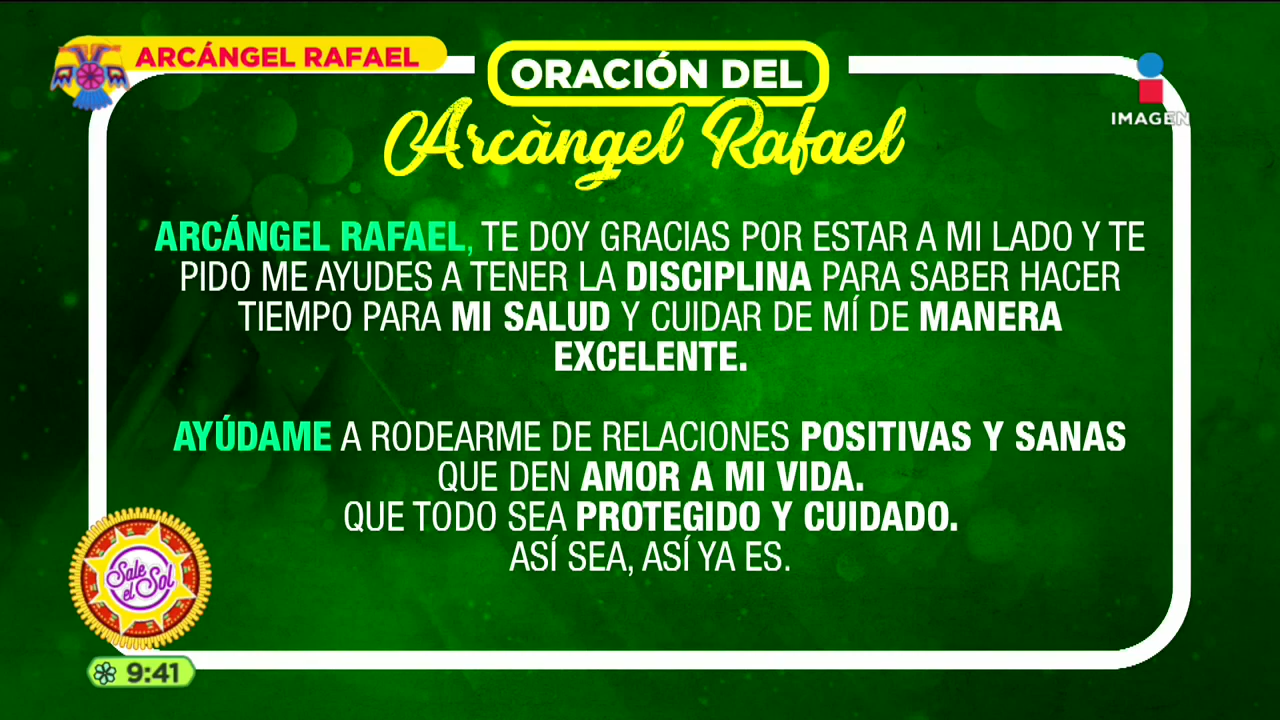 ARCÁNGEL RAFAEL
ORACIÓN DEL
Arcàngel Rafael
IMAGEN
ARCÁNGEL RAFAEL, TE DOY GRACIAS POR ESTAR A MI LADO Y TE
PIDO ME AYUDES A TENER LA DISCIPLINA PARA SABER HACER
TIEMPO PARA MI SALUD Y CUIDAR DE MÍ DE MANERA
EXCELENTE.
AYÚDAME A RODEARME DE RELACIONES POSITIVAS Y SANAS
QUE DEN AMOR A MI VIDA.
QUE TODO SEA PROTEGIDO Y CUIDADO.
ASÍ SEA, ASÍ YA ES.
Sale
el Sol
9:41